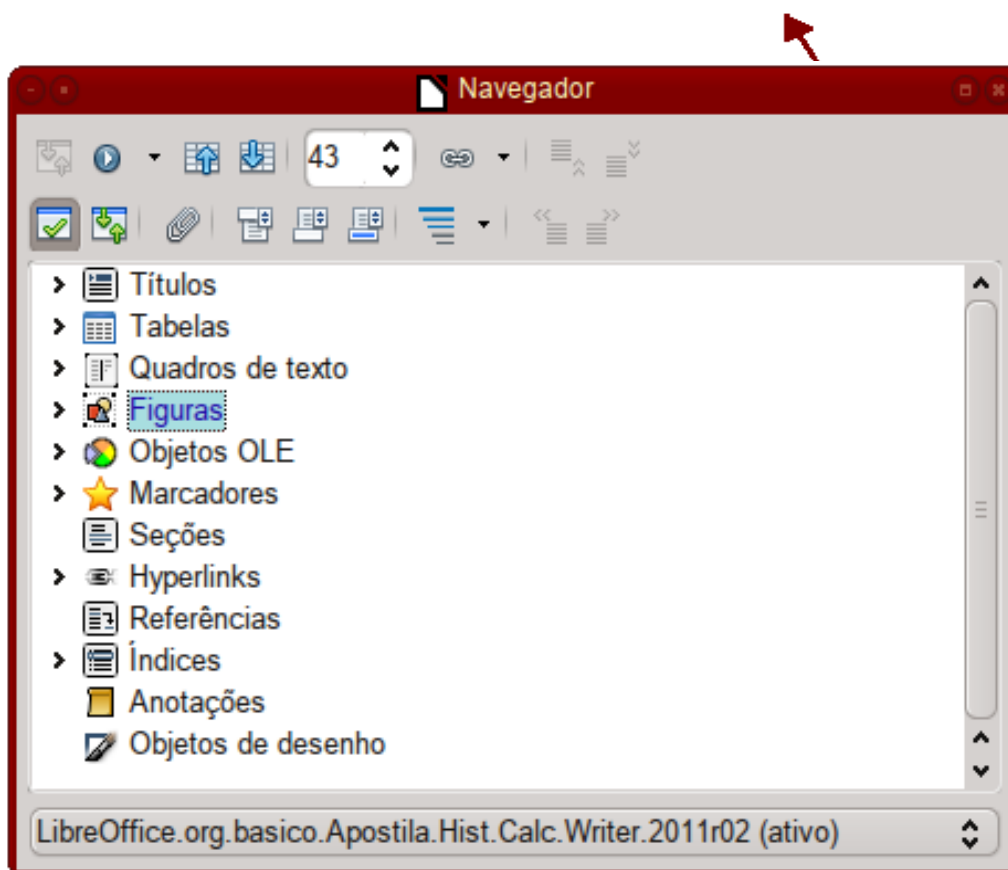 Navegador
43
Títulos
Tabelas
Quadros de texto
Figuras
Objetos OLE
Marcadores
Seções
Hyperlinks
Referências
Índices
Anotações
Objetos de desenho
LibreOffice.org.basico.Apostila.Hist.Calc.Writer.2011r02 (ativo)